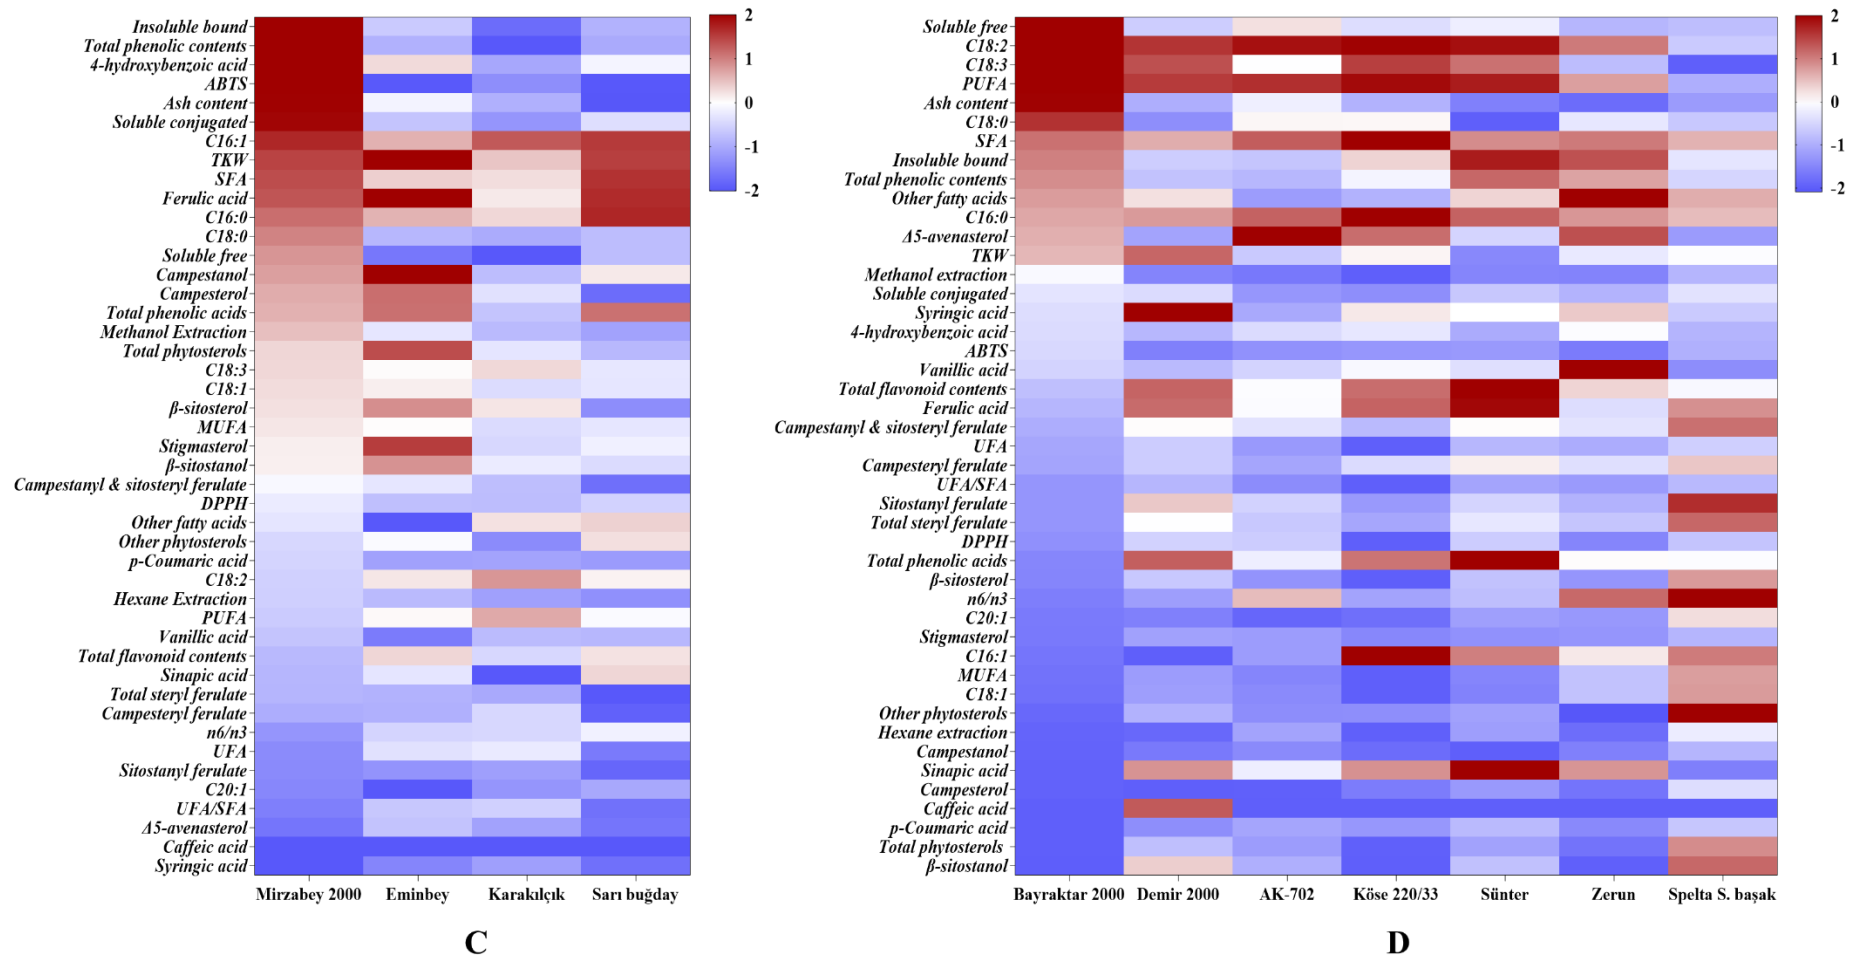 Insoluble bound
Total phenolic contents
4-hydroxybenzoic acid
ABTS
Ash content
Soluble conjugated
C16:1
TKW
SFA
Ferulic acid
C16:0
C18:0
Soluble free
Campestanol
Campesterol
Total phenolic acids
Methanol Extraction
Total phytosterols
C18:3
C18:1
β-sitosterol
MUFA
Stigmasterol
β-sitostanol
Campestanyl & sitosteryl ferulate
DPPH
Other fatty acids
Other phytosterols
p-Coumaric acid
C18:2
Hexane Extraction
PUFA
Vanillic acid
Total flavonoid contents
Sinapic acid
Total steryl ferulate
Campesteryl ferulate
n6/n3
UFA
Sitostanyl ferulate
C20:1
UFA/SFA
Δ5-avenasterol
Caffeic acid
Syringic acid
Mirzabey 2000 Eminbey Karakılçık Sarı buğday
2
1
0
-1
-2
C
Soluble free
C18:2
C18:3
PUFA
Ash content
C18:0
SFA
Insoluble bound
Total phenolic contents
Other fatty acids
C16:0
Δ5-avenasterol
TKW
Methanol extraction
Soluble conjugated
Syringic acid
4-hydroxybenzoic acid
ABTS
Vanillic acid
Total flavonoid contents
Ferulic acid
Campestanyl & sitosteryl ferulate
UFA
Campesteryl ferulate
UFA/SFA
Sitostanyl ferulate
Total steryl ferulate
DPPH
Total phenolic acids
β-sitosterol
n6/n3
C20:1
Stigmasterol
C16:1
MUFA
C18:1
Other phytosterols
Hexane extraction
Campestanol
Sinapic acid
Campesterol
Caffeic acid
p-Coumaric acid
Total phytosterols
β-sitostanol
Bayraktar 2000 Demir 2000 AK-702 Köse 220/33 Sünter Zerun Spelta S. başak
2
1
0
-1
-2
D